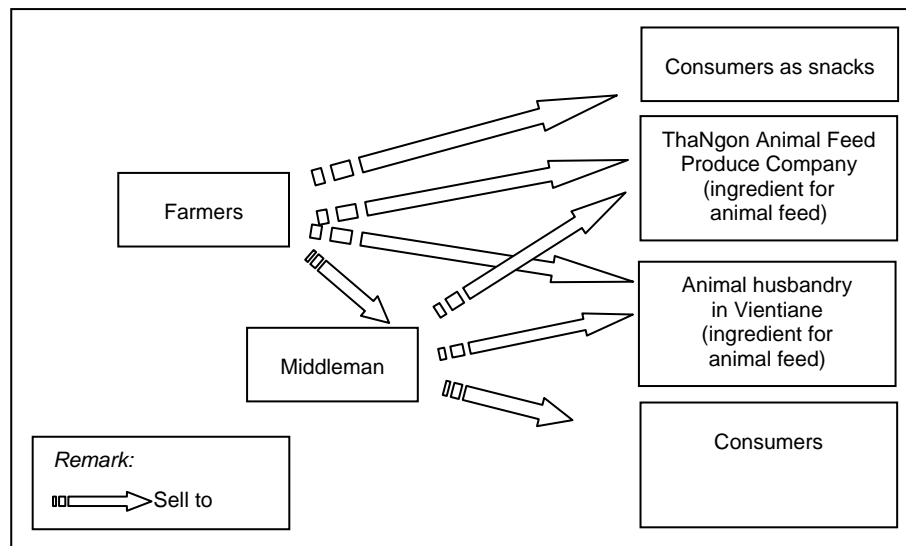 Consumers as snacks
ThaNgon Animal Feed
Produce Company
(ingredient for
animal feed)
Farmers
Animal husbandry
in Vientiane
(ingredient for
animal feed)
Middleman
Consumers
Remark:
Sell to